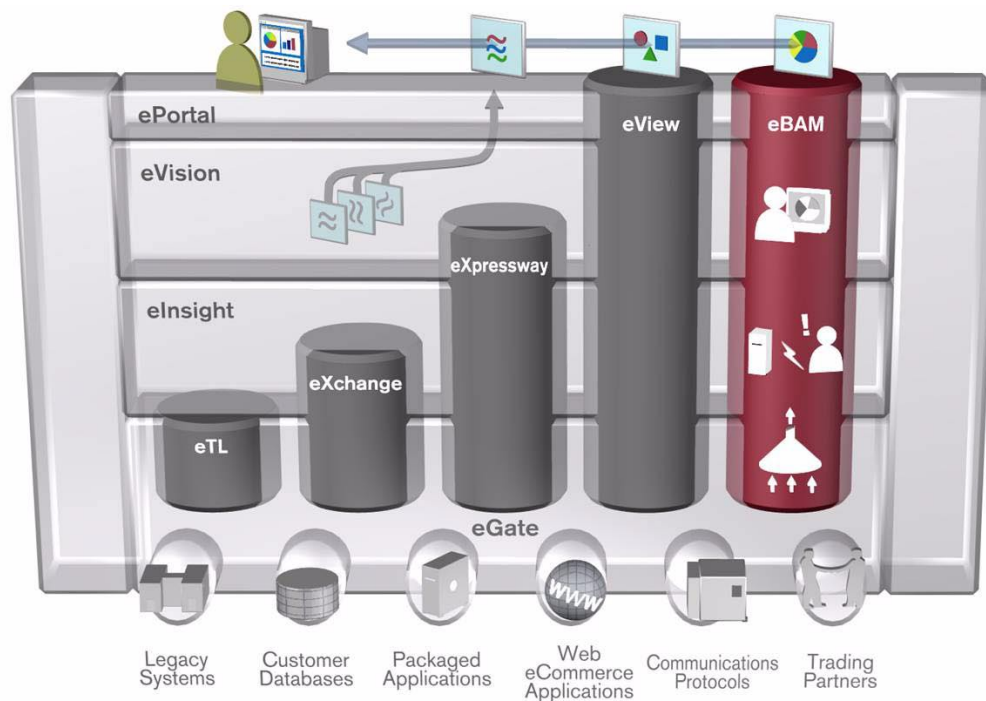 ePortal
eView
eBAM
eVision
eXpressway
eInsight
eXchange
eTL
eGate
www
Legacy
Systems
Customer
Databases
Packaged
Applications
Web
eCommerce
Applications
Communications
Protocols
Trading
Partners